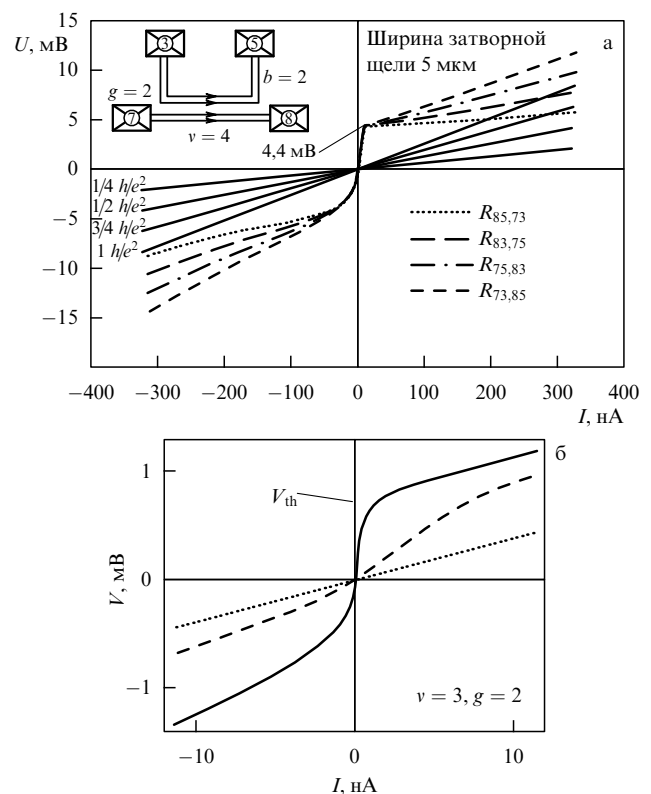 U, мВ
15
Ширина затворной
щели 5 мкм
а
3
5
10
b = 2
g = 2
7
8
5
ν = 4
4,4 мВ
0
1/4 h/e²
1/2 h/e²
3/4 h/e²
1 h/e²
−5
−10
−15
R₈₅,₇₃
R₈₃,₇₅
R₇₅,₈₃
R₇₃,₈₅
−400 −300 −200 −100 0 100 200 300 400
I, нА
б
1
Vth
V, мВ
0
−1
ν = 3, g = 2
−10 0 10
I, нА